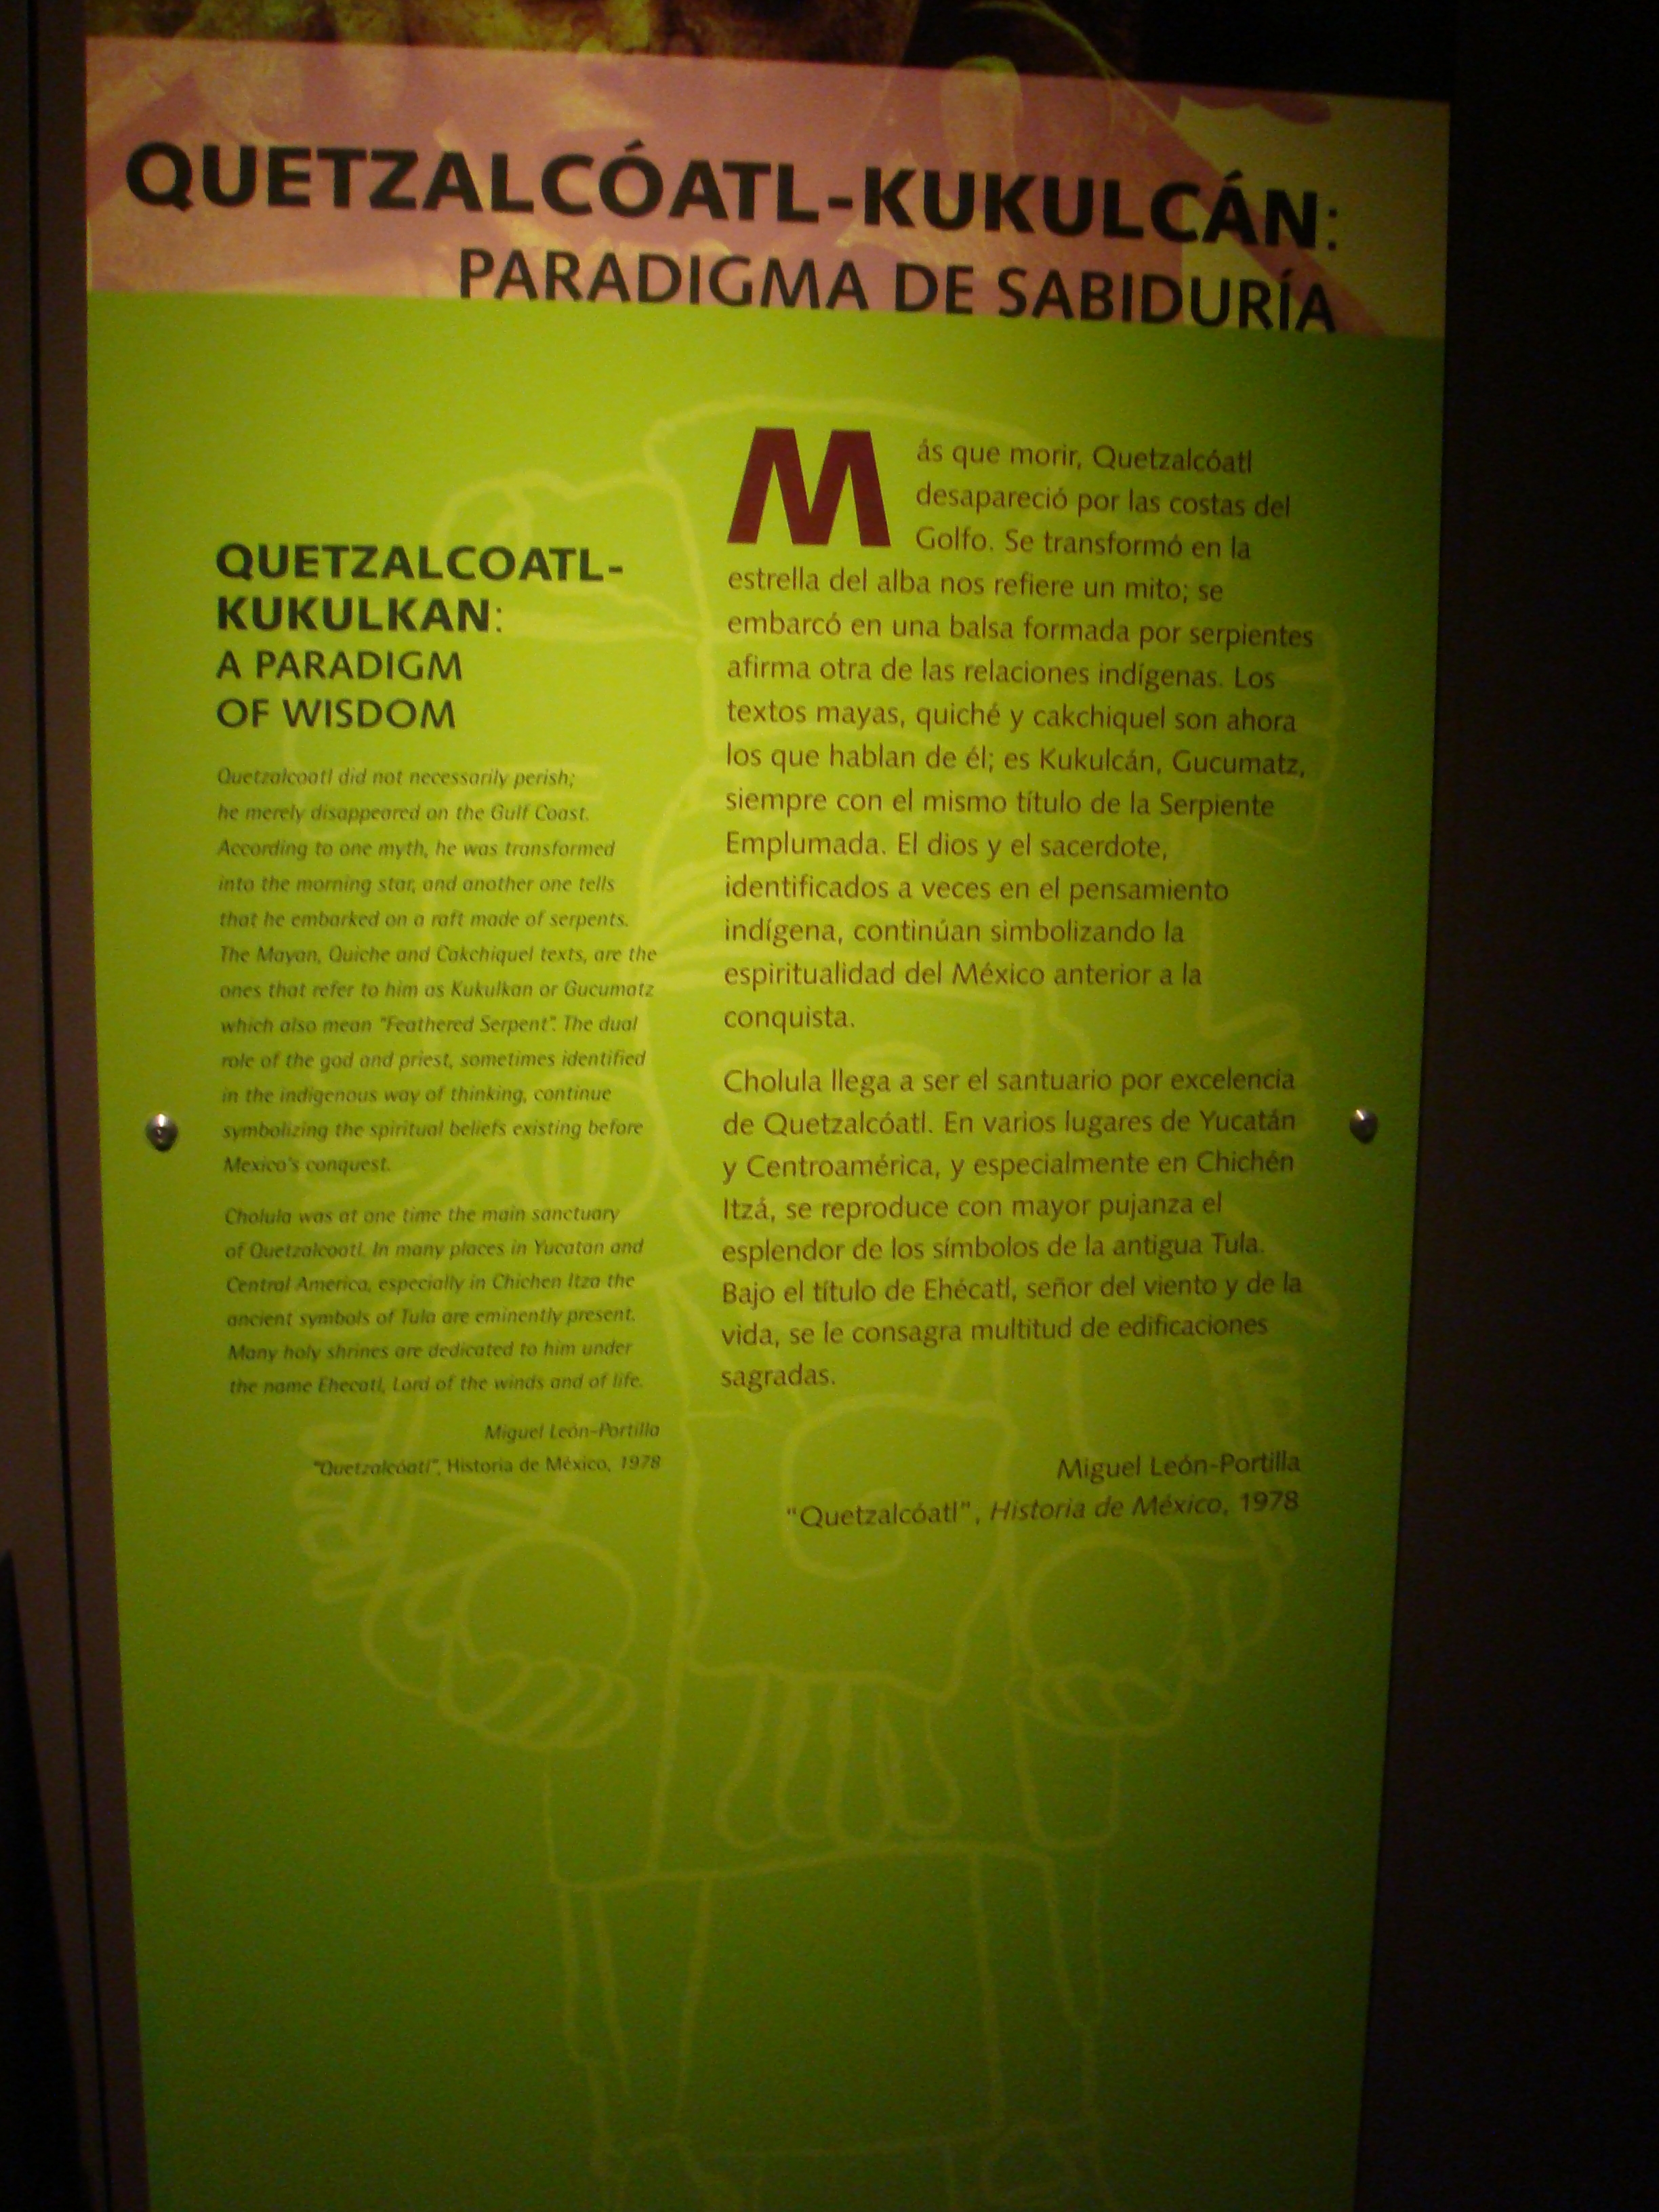 QUETZALCÓATL-KUKULCÁN:
PARADIGMA DE SABIDURÍA
QUETZALCOATL-
KUKULKAN:
A PARADIGM
OF WISDOM
Quetzalcoatl did not necessarily perish;
he merely disappeared on the Gulf Coast.
According to one myth, he was transformed
into the morning star, and another one tells
that he embarked on a raft made of serpents.
The Mayan, Quiche and Cakchiquel texts, are the
ones that refer to him as Kukulkan or Gucumatz
which also mean "Feathered Serpent". The dual
role of the god and priest, sometimes identified
in the indigenous way of thinking, continue
symbolizing the spiritual beliefs existing before
Mexico's conquest.
Cholula was at one time the main sanctuary
of Quetzalcoatl. In many places in Yucatan and
Central America, especially in Chichen Itza the
ancient symbols of Tula are eminently present.
Many holy shrines are dedicated to him under
the name Ehecatl, Lord of the winds and of life.
Miguel León-Portilla
"Quetzalcóatl", Historia de México, 1978
Más que morir, Quetzalcóatl
desapareció por las costas del
Golfo. Se transformó en la
estrella del alba nos refiere un mito; se
embarcó en una balsa formada por serpientes
afirma otra de las relaciones indígenas. Los
textos mayas, quiché y cakchiquel son ahora
los que hablan de él; es Kukulcán, Gucumatz,
siempre con el mismo título de la Serpiente
Emplumada. El dios y el sacerdote,
identificados a veces en el pensamiento
indígena, continúan simbolizando la
espiritualidad del México anterior a la
conquista.
Cholula llega a ser el santuario por excelencia
de Quetzalcóatl. En varios lugares de Yucatán
y Centroamérica, y especialmente en Chichén
Itzá, se reproduce con mayor pujanza el
esplendor de los símbolos de la antigua Tula.
Bajo el título de Ehécatl, señor del viento y de la
vida, se le consagra multitud de edificaciones
sagradas.
Miguel León-Portilla
"Quetzalcóatl", Historia de México, 1978